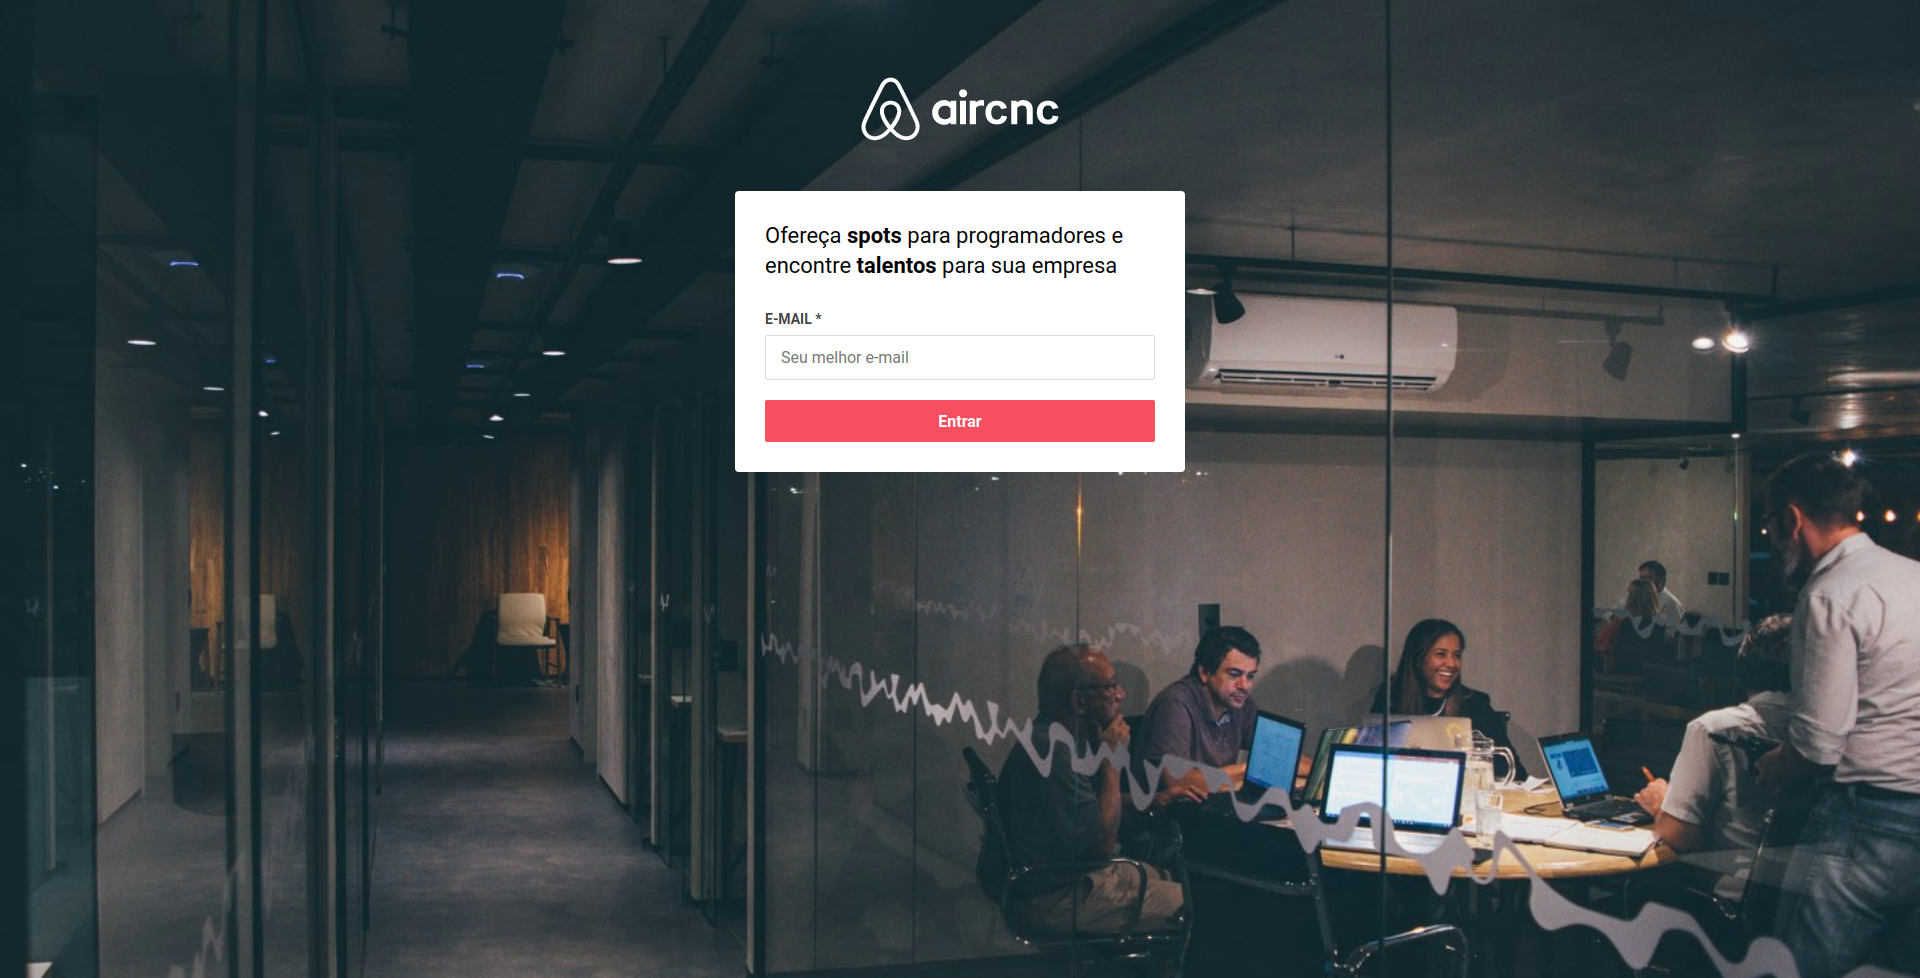 aircnc
Ofereça spots para programadores e
encontre talentos para sua empresa
E-MAIL *
Seu melhor e-mail
Entrar